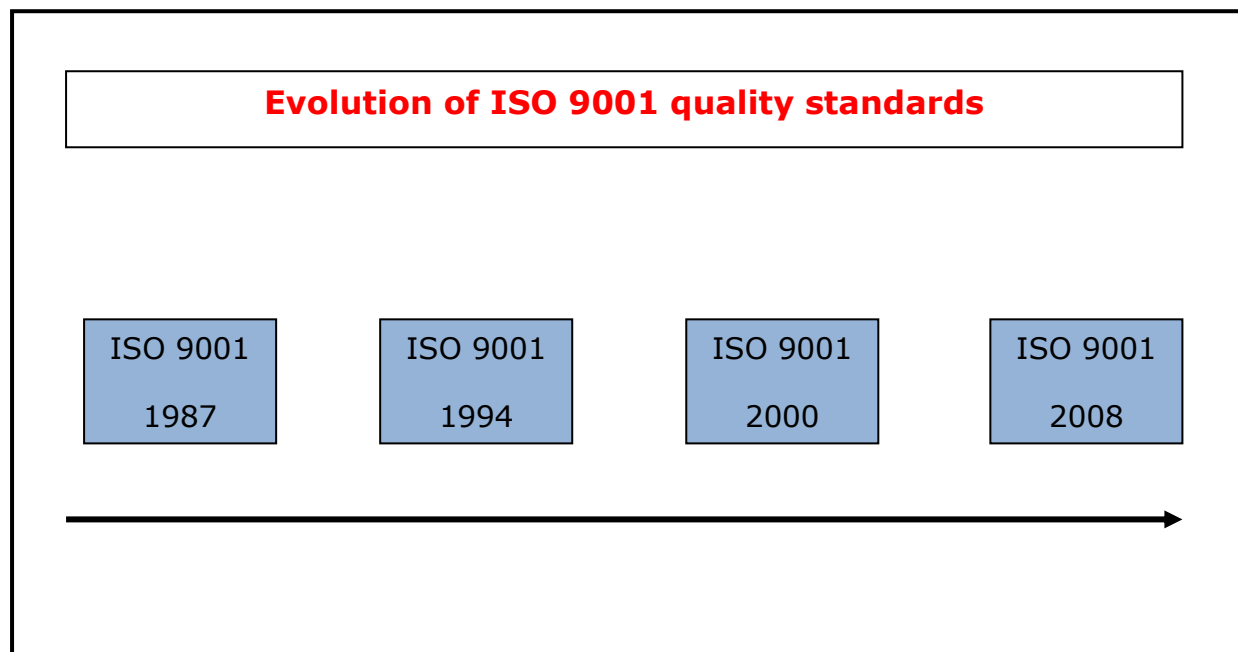 Evolution of ISO 9001 quality standards
ISO 9001
1987
ISO 9001
1994
ISO 9001
2000
ISO 9001
2008